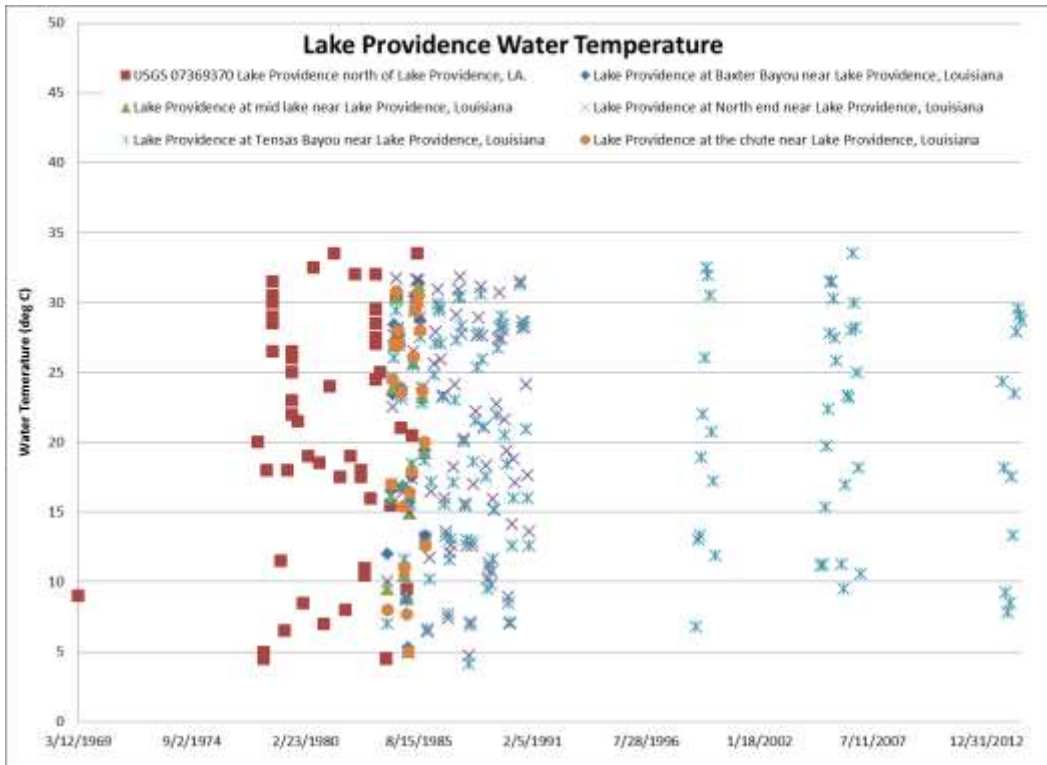 Lake Providence Water Temperature
USGS 07369370 Lake Providence north of Lake Providence, LA.
Lake Providence at Baxter Bayou near Lake Providence, Louisiana
Lake Providence at mid lake near Lake Providence, Louisiana
Lake Providence at North end near Lake Providence, Louisiana
Lake Providence at Tensas Bayou near Lake Providence, Louisiana
Lake Providence at the chute near Lake Providence, Louisiana
Water Temerature (deg C)
50
45
40
35
30
25
20
15
10
5
0
3/12/1969 9/2/1974 2/23/1980 8/15/1985 2/5/1991 7/28/1996 1/18/2002 7/11/2007 12/31/2012